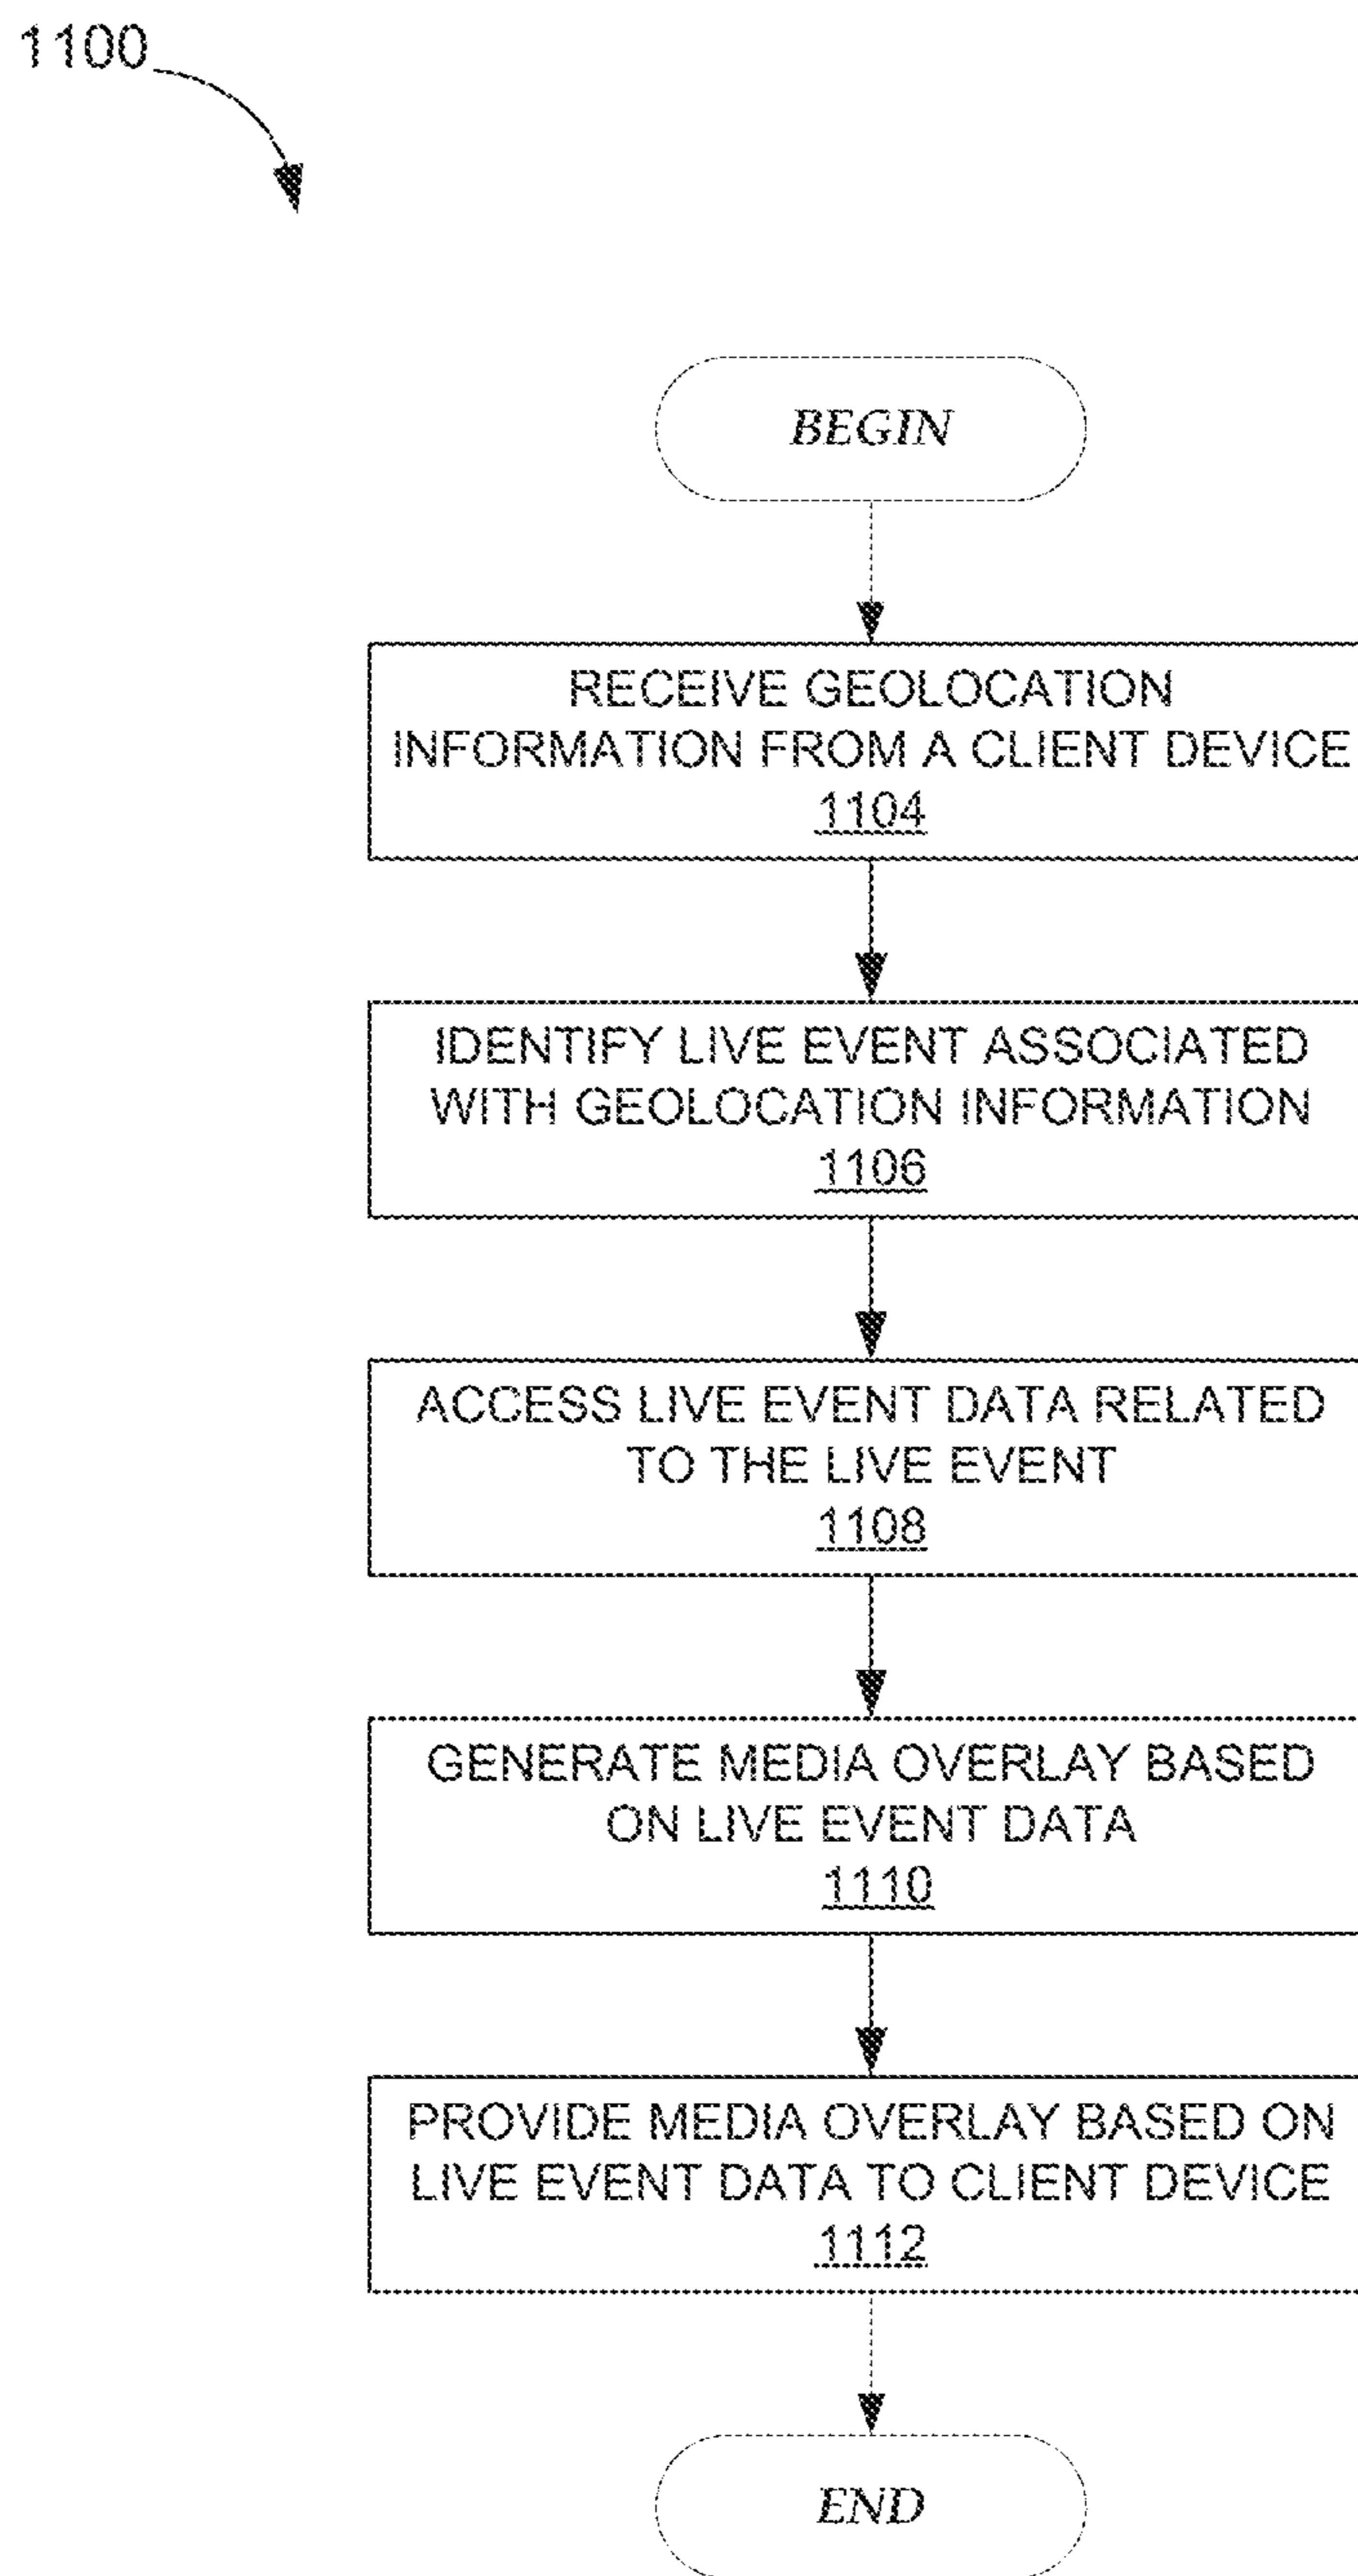 1100
BEGIN
RECEIVE GEOLOCATION
INFORMATION FROM A CLIENT DEVICE
1104
IDENTIFY LIVE EVENT ASSOCIATED
WITH GEOLOCATION INFORMATION
1106
ACCESS LIVE EVENT DATA RELATED
TO THE LIVE EVENT
1108
GENERATE MEDIA OVERLAY BASED
ON LIVE EVENT DATA
1110
PROVIDE MEDIA OVERLAY BASED ON
LIVE EVENT DATA TO CLIENT DEVICE
1112
END